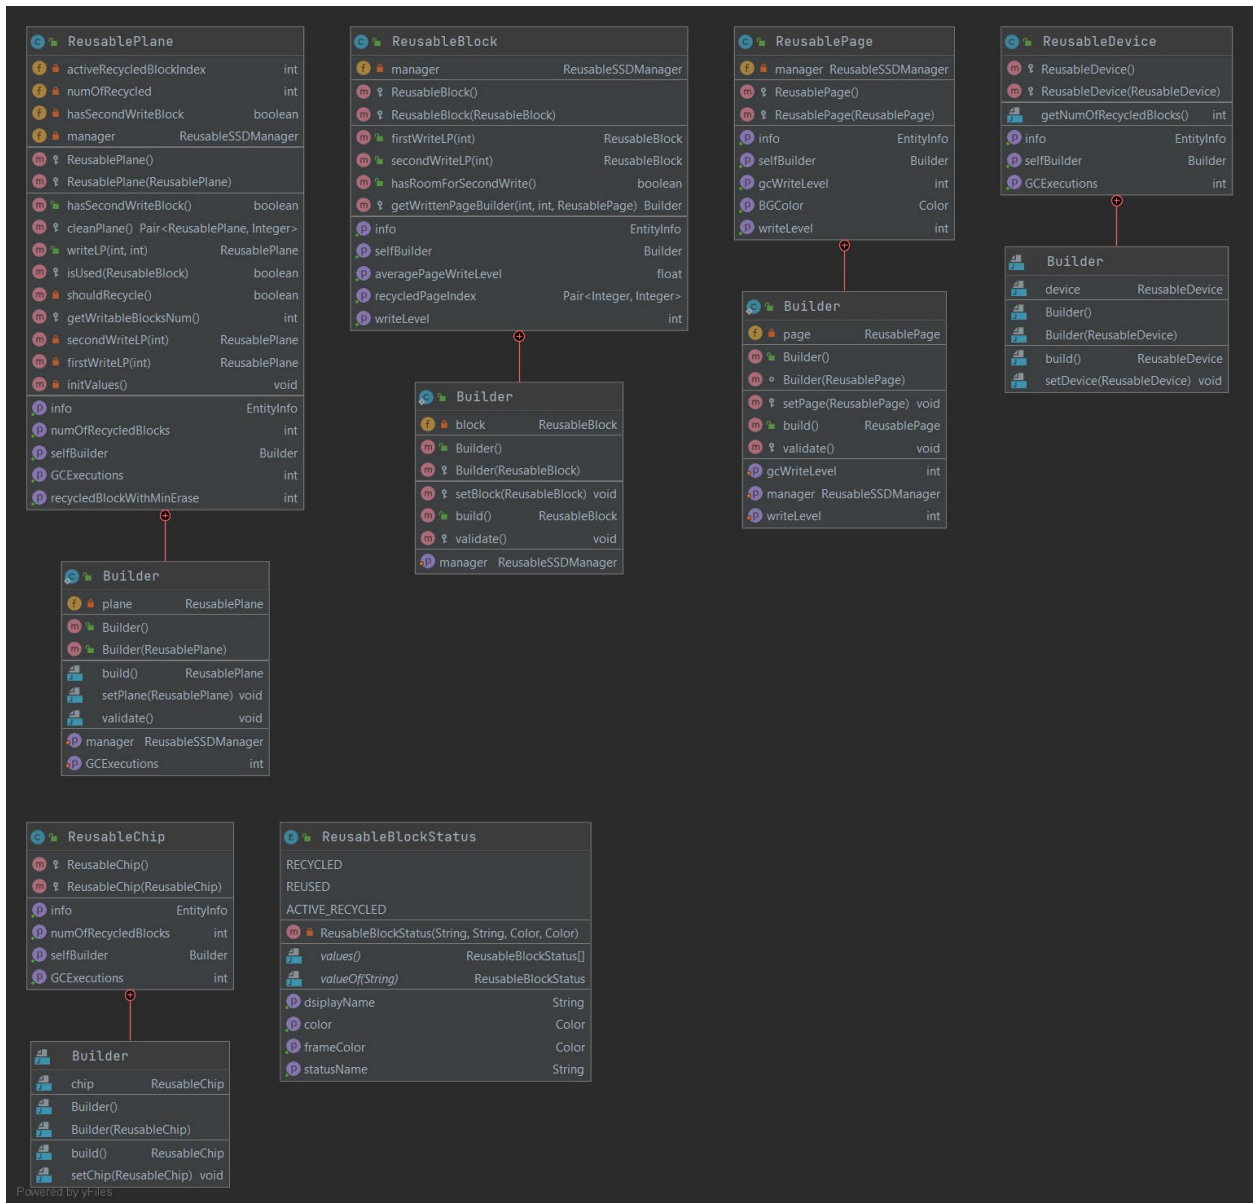 ReusablePlane
activeRecycledBlockIndex int
numOfRecycled int
hasSecondWriteBlock boolean
manager ReusableSSDManager
ReusablePlane()
ReusablePlane(ReusablePlane)
hasSecondWriteBlock() boolean
cleanPlane() Pair<ReusablePlane, Integer>
writeLP(int, int) ReusablePlane
isUsed(ReusableBlock) boolean
shouldRecycle() boolean
getWritableBlocksNum() int
secondWriteLP(int) ReusablePlane
firstWriteLP(int) ReusablePlane
initValues() void
info EntityInfo
numOfRecycledBlocks int
selfBuilder Builder
GCExecutions int
recycledBlockWithMinErase int
Builder
plane ReusablePlane
Builder()
Builder(ReusablePlane)
build() ReusablePlane
setPlane(ReusablePlane) void
validate() void
manager ReusableSSDManager
GCExecutions int
ReusableBlock
manager ReusableSSDManager
ReusableBlock()
ReusableBlock(ReusableBlock)
firstWriteLP(int) ReusableBlock
secondWriteLP(int) ReusableBlock
hasRoomForSecondWrite() boolean
getWrittenPageBuilder(int, int, ReusablePage) Builder
info EntityInfo
selfBuilder Builder
averagePageWriteLevel float
recycledPageIndex Pair<Integer, Integer>
writeLevel int
Builder
block ReusableBlock
Builder()
Builder(ReusableBlock)
setBlock(ReusableBlock) void
build() ReusableBlock
validate() void
manager ReusableSSDManager
ReusablePage
manager ReusableSSDManager
ReusablePage()
ReusablePage(ReusablePage)
info EntityInfo
selfBuilder Builder
gcWriteLevel int
BGColor Color
writeLevel int
Builder
page ReusablePage
Builder()
Builder(ReusablePage)
setPage(ReusablePage) void
build() ReusablePage
validate() void
gcWriteLevel int
manager ReusableSSDManager
writeLevel int
ReusableDevice
ReusableDevice()
ReusableDevice(ReusableDevice)
getNumOfRecycledBlocks() int
info EntityInfo
selfBuilder Builder
GCExecutions int
Builder
device ReusableDevice
Builder()
Builder(ReusableDevice)
build() ReusableDevice
setDevice(ReusableDevice) void
ReusableChip
ReusableChip()
ReusableChip(ReusableChip)
info EntityInfo
numOfRecycledBlocks int
selfBuilder Builder
GCExecutions int
Builder
chip ReusableChip
Builder()
Builder(ReusableChip)
build() ReusableChip
setChip(ReusableChip) void
ReusableBlockStatus
RECYCLED
REUSED
ACTIVE_RECYCLED
ReusableBlockStatus(String, String, Color, Color)
values() ReusableBlockStatus[]
valueOf(String) ReusableBlockStatus
dsiplayName String
color Color
frameColor Color
statusName String
Powered by yFiles